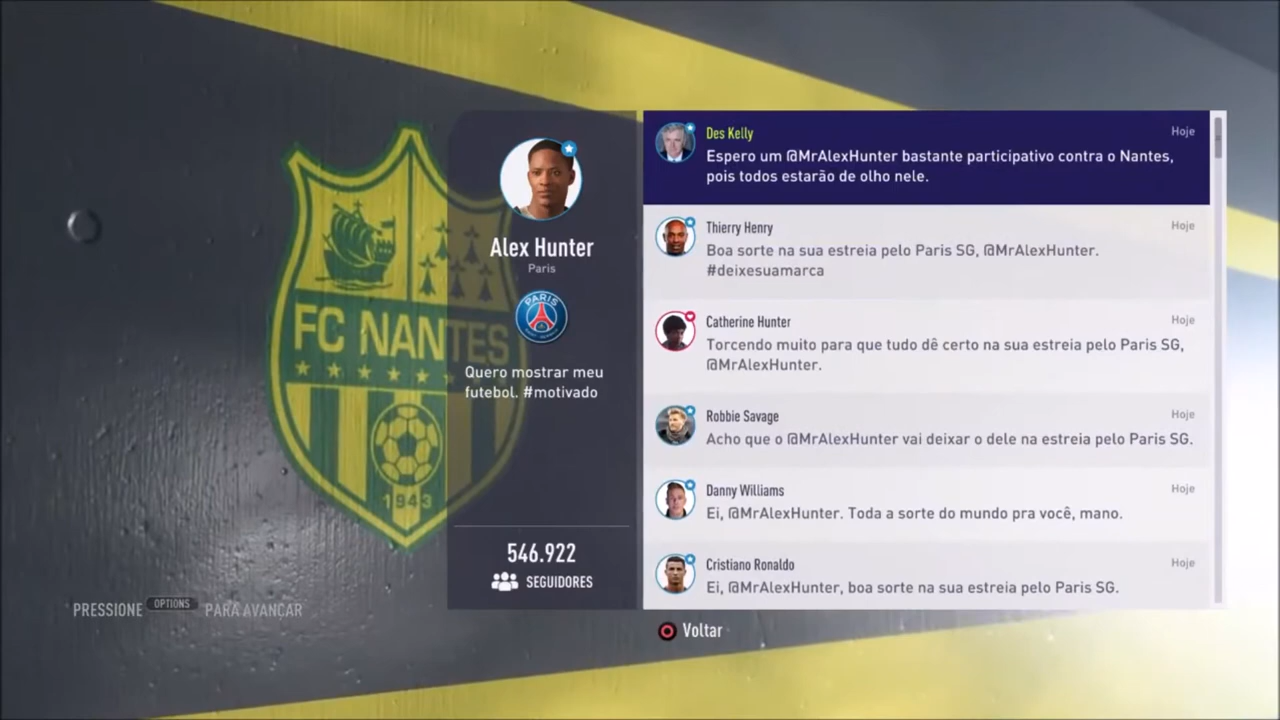 FC NANTES
1943
Alex Hunter
Paris
PARIS
Quero mostrar meu
futebol. #motivado
546.922
SEGUIDORES
Des Kelly
Hoje
Espero um @MrAlexHunter bastante participativo contra o Nantes,
pois todos estarão de olho nele.
Thierry Henry
Hoje
Boa sorte na sua estreia pelo Paris SG, @MrAlexHunter.
#deixesuamarca
Catherine Hunter
Hoje
Torcendo muito para que tudo dê certo na sua estreia pelo Paris SG,
@MrAlexHunter.
Robbie Savage
Hoje
Acho que o @MrAlexHunter vai deixar o dele na estreia pelo Paris SG.
Danny Williams
Hoje
Ei, @MrAlexHunter. Toda a sorte do mundo pra você, mano.
Cristiano Ronaldo
Hoje
Ei, @MrAlexHunter, boa sorte na sua estreia pelo Paris SG.
PRESSIONE OPTIONS PARA AVANÇAR
Voltar